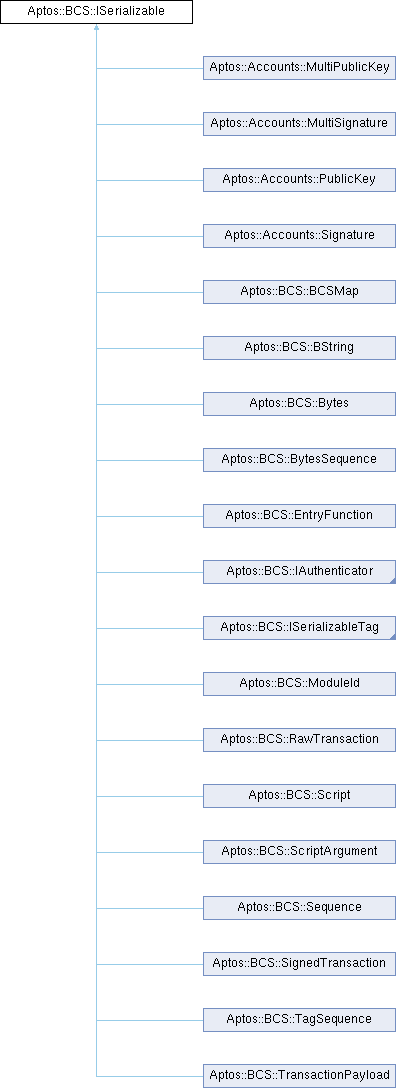 Aptos::BCS::ISerializable
Aptos::Accounts::MultiPublicKey
Aptos::Accounts::MultiSignature
Aptos::Accounts::PublicKey
Aptos::Accounts::Signature
Aptos::BCS::BCSMap
Aptos::BCS::BString
Aptos::BCS::Bytes
Aptos::BCS::BytesSequence
Aptos::BCS::EntryFunction
Aptos::BCS::IAuthenticator
Aptos::BCS::ISerializableTag
Aptos::BCS::ModuleId
Aptos::BCS::RawTransaction
Aptos::BCS::Script
Aptos::BCS::ScriptArgument
Aptos::BCS::Sequence
Aptos::BCS::SignedTransaction
Aptos::BCS::TagSequence
Aptos::BCS::TransactionPayload